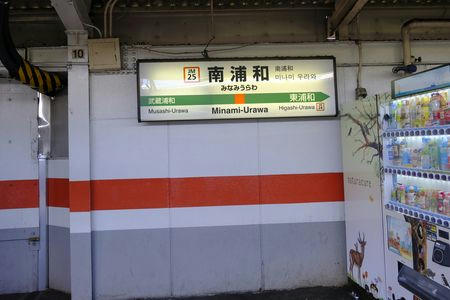 10
JM
25
南浦和
みなみうらわ
南浦和
미나미 우라와
武蔵浦和
Musashi-Urawa
Minami-Urawa
東浦和
Higashi-Urawa
naturacture